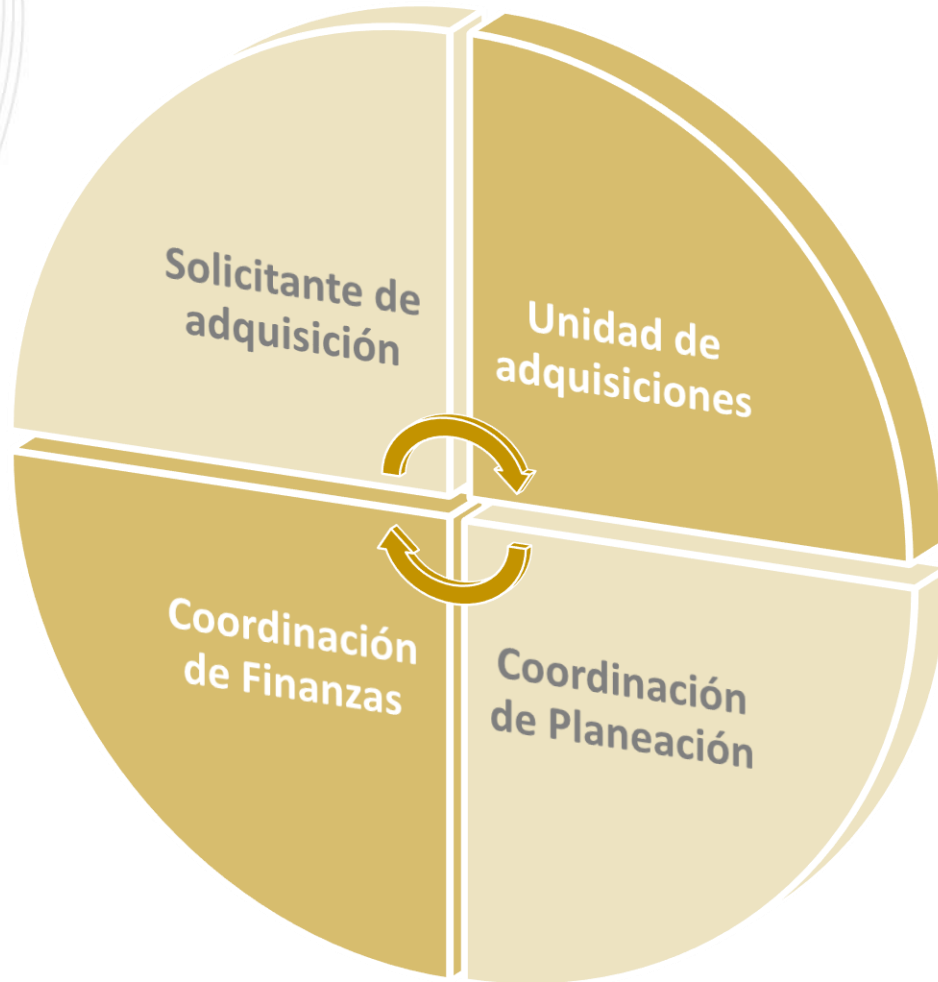 Solicitante de
adquisición
Unidad de
adquisiciones
Coordinación
de Finanzas
Coordinación
de Planeación